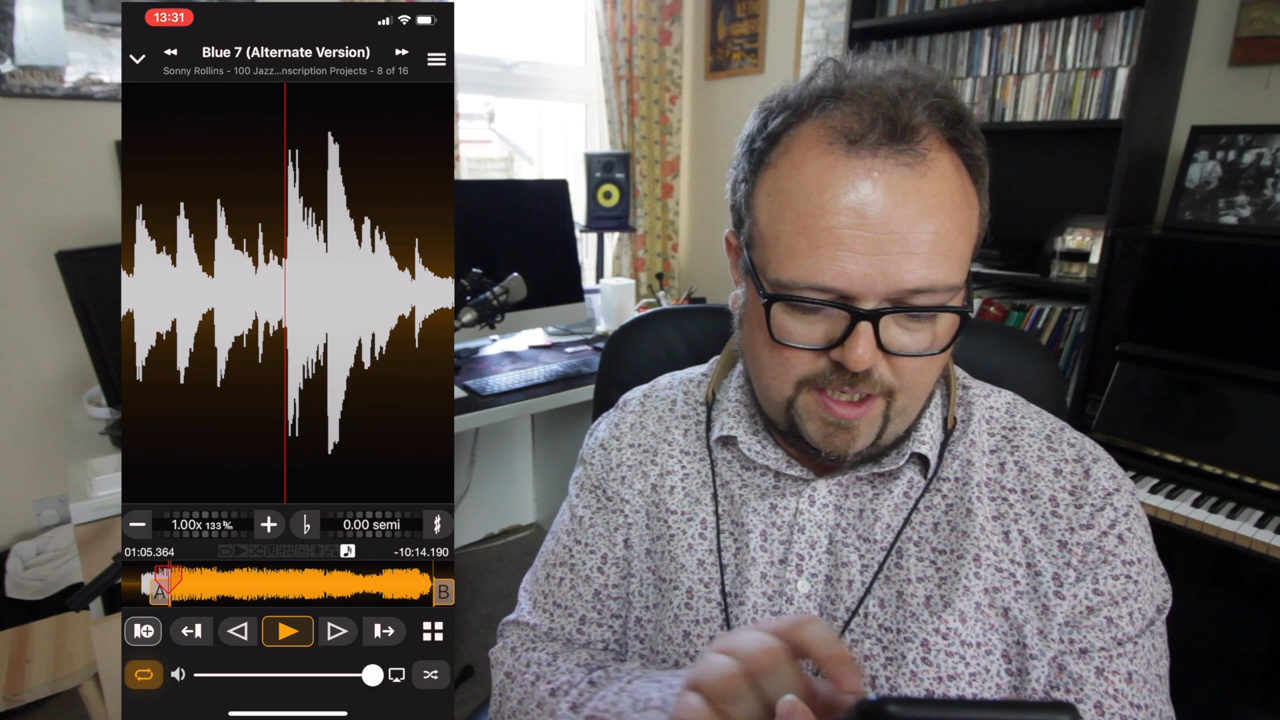 13:31
Blue 7 (Alternate Version)
Sonny Rollins - 100 Jazz...nscription Projects - 8 of 16
1.00x 133%
0.00 semi
01:05.364
-10:14.190
A
B